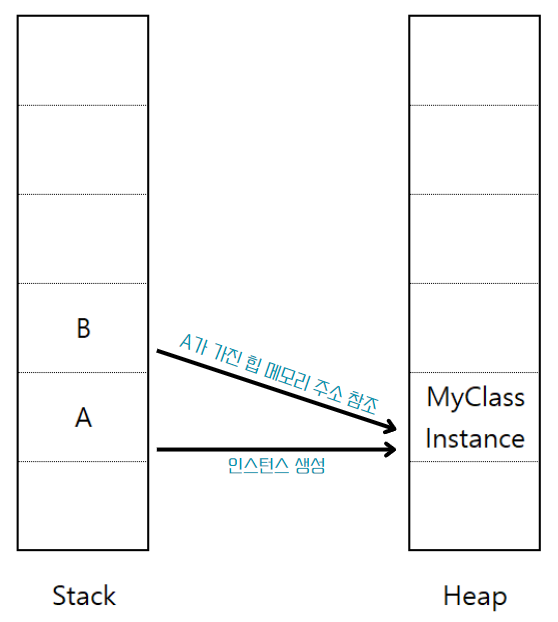 B
A가 가진 힙 메모리 주소 참조
A
MyClass
Instance
인스턴스 생성
Stack
Heap